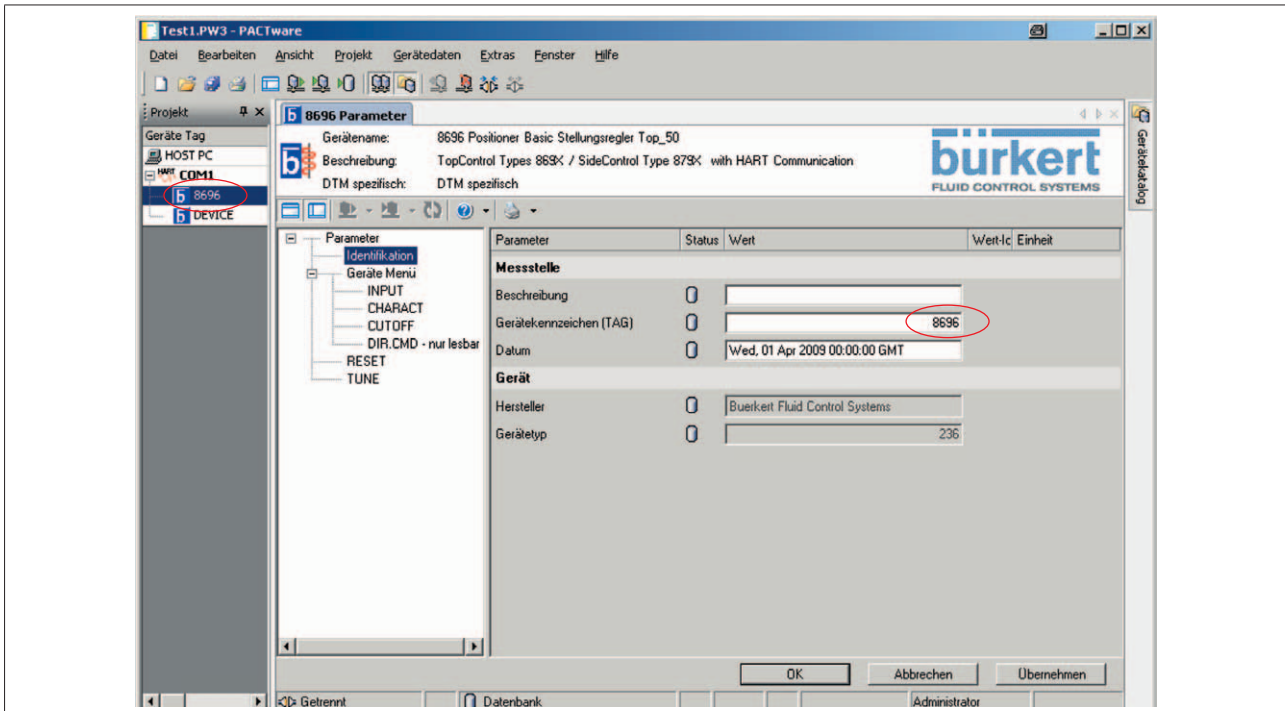 Test1.PW3 - PACTware
Datei Bearbeiten Ansicht Projekt Gerätedaten Extras Fenster Hilfe
Projekt
Geräte Tag
HOST PC
HART COM1
8696
DEVICE
8696 Parameter
Gerätename: 8696 Positioner Basic Stellungsregler Top_50
Beschreibung: TopControl Types 869X / SideControl Type 879X with HART Communication
DTM spezifisch: DTM spezifisch
burkert
FLUID CONTROL SYSTEMS
Gerätekatalog
Parameter
Identifikation
Geräte Menü
INPUT
CHARACT
CUTOFF
DIR.CMD - nur lesbar
RESET
TUNE
Parameter Status Wert Wert-Ic Einheit
Messstelle
Beschreibung
Gerätekennzeichen (TAG) 8696
Datum Wed, 01 Apr 2009 00:00:00 GMT
Gerät
Hersteller Buerkert Fluid Control Systems
Gerätetyp 236
OK Abbrechen Übernehmen
Getrennt Datenbank Administrator